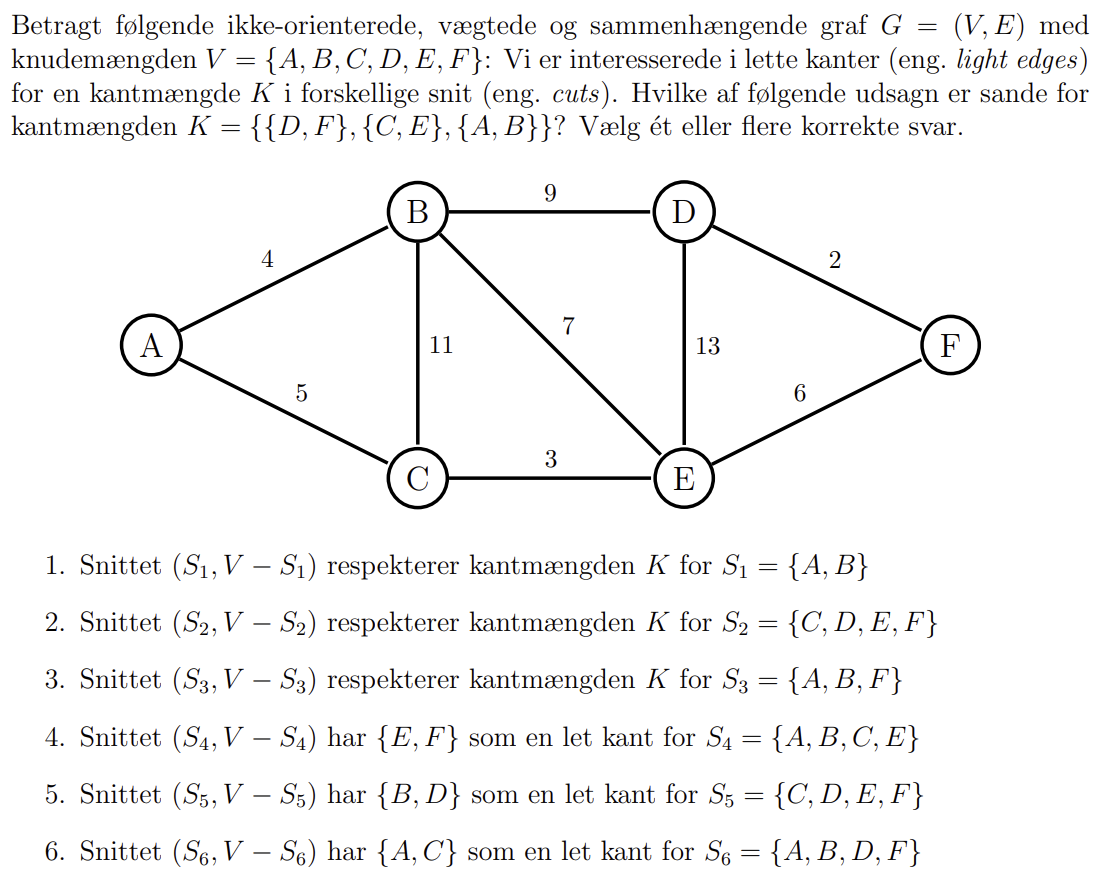 Betragt følgende ikke-orienterede, vægtede og sammenhængende graf G = (V, E) med
knudemængden V = {A, B, C, D, E, F}: Vi er interesserede i lette kanter (eng. light edges)
for en kantmængde K i forskellige snit (eng. cuts). Hvilke af følgende udsagn er sande for
kantmængden K = {{D, F}, {C, E}, {A, B}}? Vælg ét eller flere korrekte svar.
9
B
D
4
2
7
A
11
13
F
5
6
3
C
E
1. Snittet (S₁, V − S₁) respekterer kantmængden K for S₁ = {A, B}
2. Snittet (S₂, V − S₂) respekterer kantmængden K for S₂ = {C, D, E, F}
3. Snittet (S₃, V − S₃) respekterer kantmængden K for S₃ = {A, B, F}
4. Snittet (S₄, V − S₄) har {E, F} som en let kant for S₄ = {A, B, C, E}
5. Snittet (S₅, V − S₅) har {B, D} som en let kant for S₅ = {C, D, E, F}
6. Snittet (S₆, V − S₆) har {A, C} som en let kant for S₆ = {A, B, D, F}